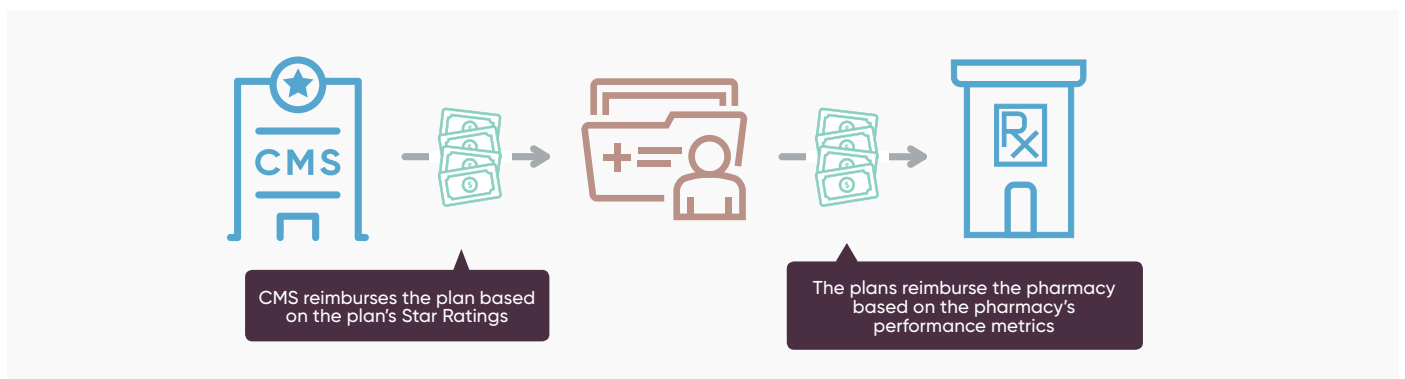 CMS
Rx
CMS reimburses the plan based
on the plan's Star Ratings
The plans reimburse the pharmacy
based on the pharmacy's
performance metrics